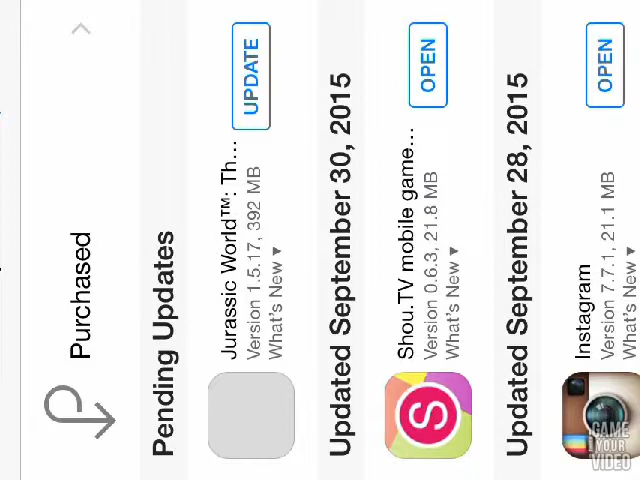 Purchased
Pending Updates
Jurassic World™: Th...
Version 1.5.17, 392 MB
What's New ▾
UPDATE
Updated September 30, 2015
Shou.TV mobile game...
Version 0.6.3, 21.8 MB
What's New ▾
OPEN
Updated September 28, 2015
Instagram
Version 7.7.1, 21.1 MB
What's New ▾
OPEN
GAME
YOUR
VIDEO